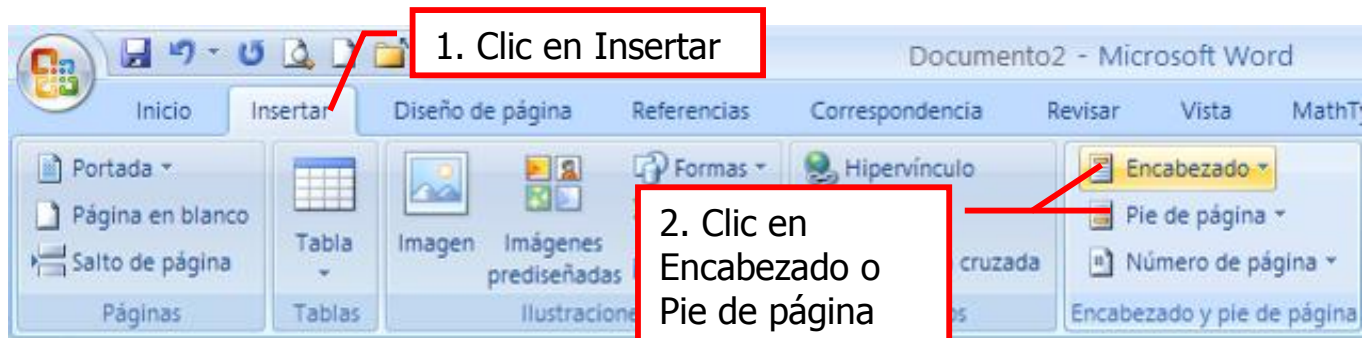 1. Clic en Insertar
Documento2 - Microsoft Word
Inicio Insertar Diseño de página Referencias Correspondencia Revisar Vista MathTy
Portada
Página en blanco
Salto de página
Páginas
Tabla
Tablas
Imagen
Imágenes
prediseñadas
Formas
Ilustracione
Hipervínculo
cruzada
os
2. Clic en
Encabezado o
Pie de página
Encabezado
Pie de página
Número de página
Encabezado y pie de página